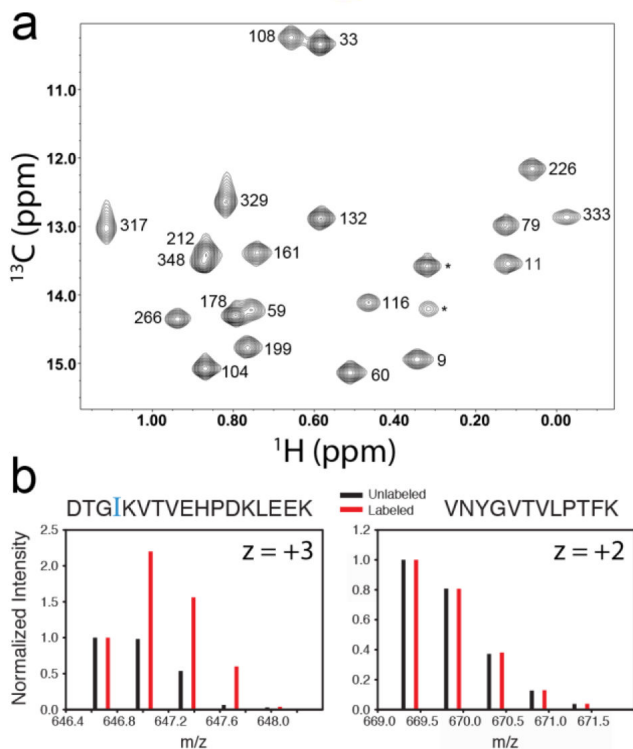 a
108
33
11.0
12.0
226
329
333
13.0
317
132
79
212
161
348
11
*
14.0
178
59
116
*
266
199
9
15.0
104
60
1.00 0.80 0.60 0.40 0.20 -0.00
¹³C (ppm)
¹H (ppm)
b
DTGIKVTVEHPDKLEEK
Unlabeled
Labeled
VNYGVTVLPTFK
z = +3
2.5
2.0
1.5
1.0
0.5
0.0
Normalized Intensity
646.4 646.8 647.2 647.6 648.0
m/z
z = +2
1.2
1.0
0.8
0.6
0.4
0.2
0.0
669.0 669.5 670.0 670.5 671.0 671.5
m/z